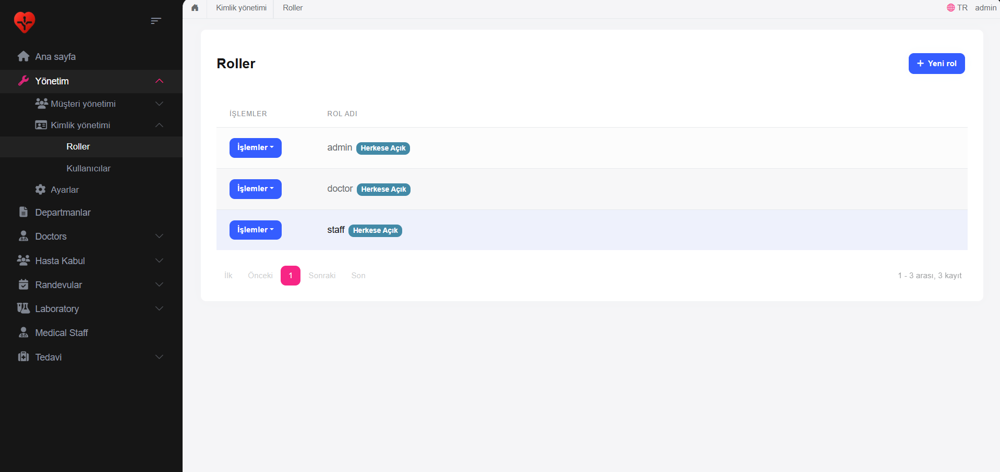 Kimlik yönetimi
Roller
TR
admin
Ana sayfa
Yönetim
Müşteri yönetimi
Kimlik yönetimi
Roller
Kullanıcılar
Ayarlar
Departmanlar
Doctors
Hasta Kabul
Randevular
Laboratory
Medical Staff
Tedavi
Roller
+ Yeni rol
İŞLEMLER ROL ADI
İşlemler admin Herkese Açık
İşlemler doctor Herkese Açık
İşlemler staff Herkese Açık
İlk Önceki 1 Sonraki Son
1 - 3 arası, 3 kayıt